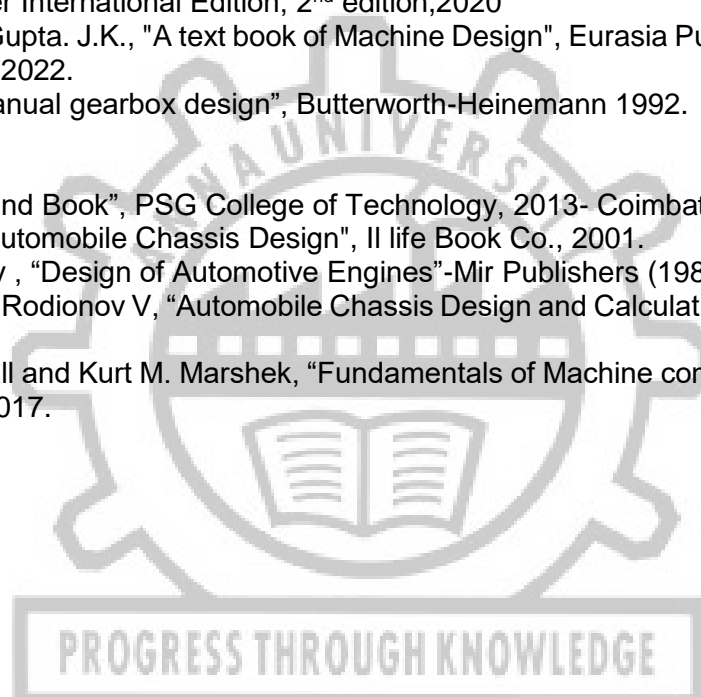 er International Edition, 2nd edition,2020
Gupta. J.K., "A text book of Machine Design", Eurasia Pu
2022.
anual gearbox design”, Butterworth-Heinemann 1992.
ANNA UNIVERSI
nd Book”, PSG College of Technology, 2013- Coimbat
utomobile Chassis Design", II life Book Co., 2001.
v , “Design of Automotive Engines”-Mir Publishers (198
Rodionov V, “Automobile Chassis Design and Calculat
ll and Kurt M. Marshek, “Fundamentals of Machine con
017.
PROGRESS THROUGH KNOWLEDGE